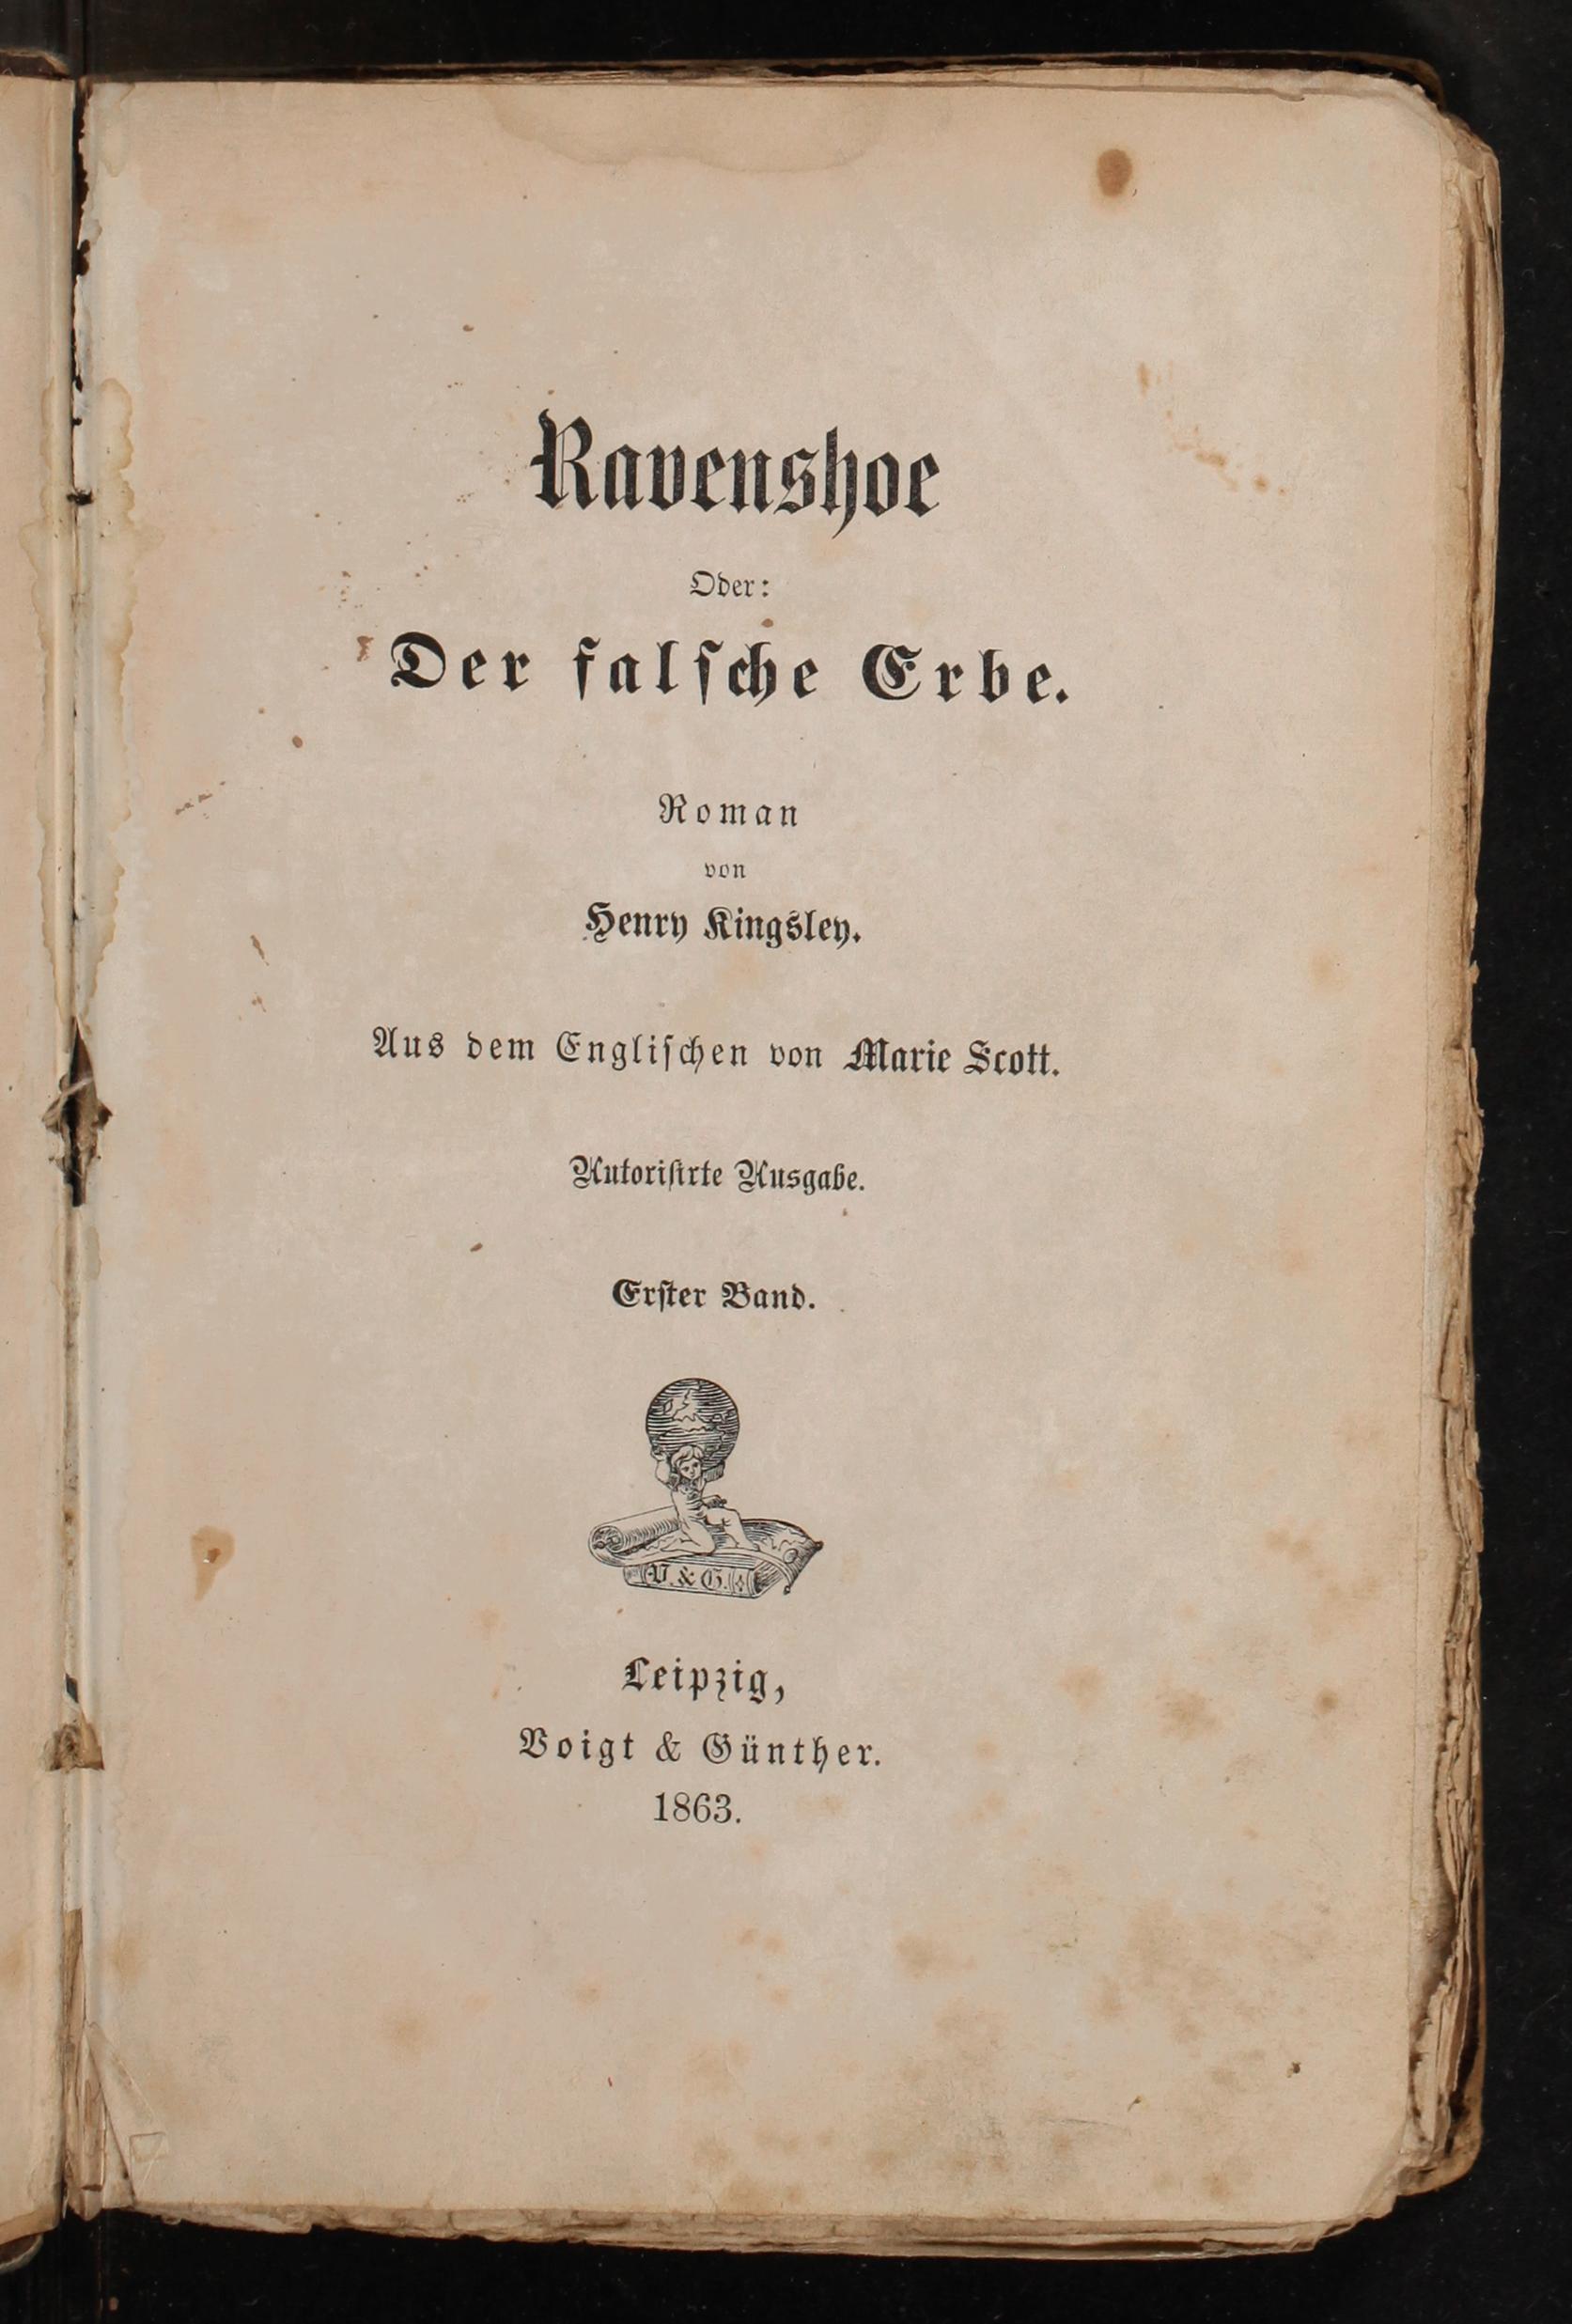 Ravenshoe
Oder:
Der falſche Erbe.
Roman
von
Henry Kingsley.
Aus dem Engliſchen von Marie Scott.
Autoriſirte Ausgabe.
Erſter Band.
V. & G.
Leipzig,
Voigt & Günther.
1863.